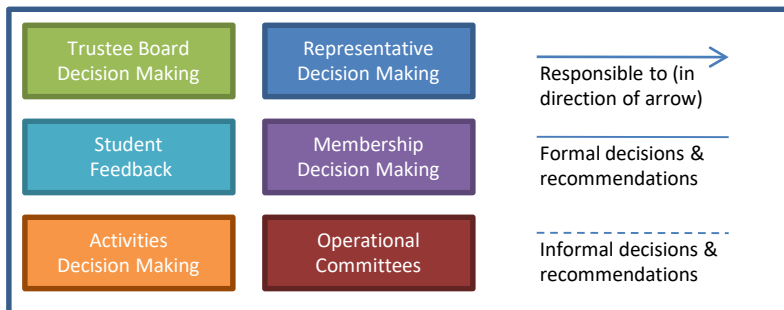 Trustee Board
Decision Making
Representative
Decision Making
Responsible to (in
direction of arrow)
Student
Feedback
Membership
Decision Making
Formal decisions &
recommendations
Activities
Decision Making
Operational
Committees
Informal decisions &
recommendations